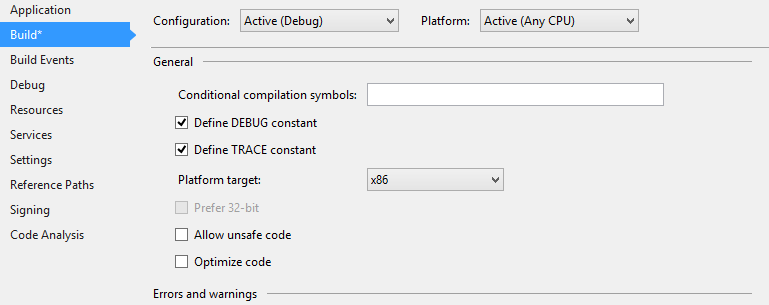 Application
Build*
Build Events
Debug
Resources
Services
Settings
Reference Paths
Signing
Code Analysis
Configuration: Active (Debug) Platform: Active (Any CPU)
General
Conditional compilation symbols:
Define DEBUG constant
Define TRACE constant
Platform target: x86
Prefer 32-bit
Allow unsafe code
Optimize code
Errors and warnings